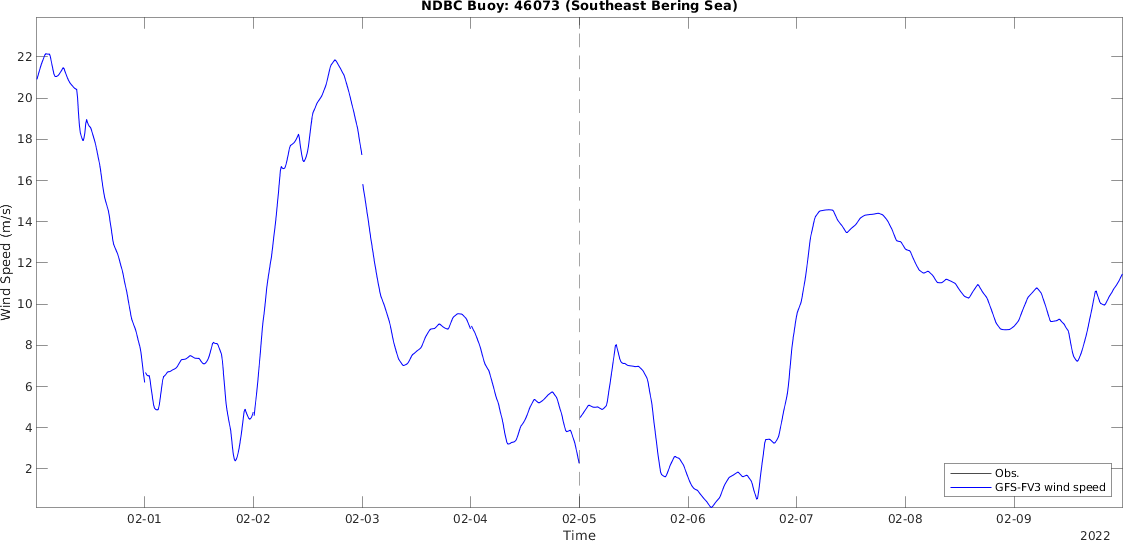 NDBC Buoy: 46073 (Southeast Bering Sea)
22
20
18
16
14
12
10
8
6
4
2
Wind Speed (m/s)
Obs.
GFS-FV3 wind speed
02-01 02-02 02-03 02-04 02-05 02-06 02-07 02-08 02-09
Time
2022